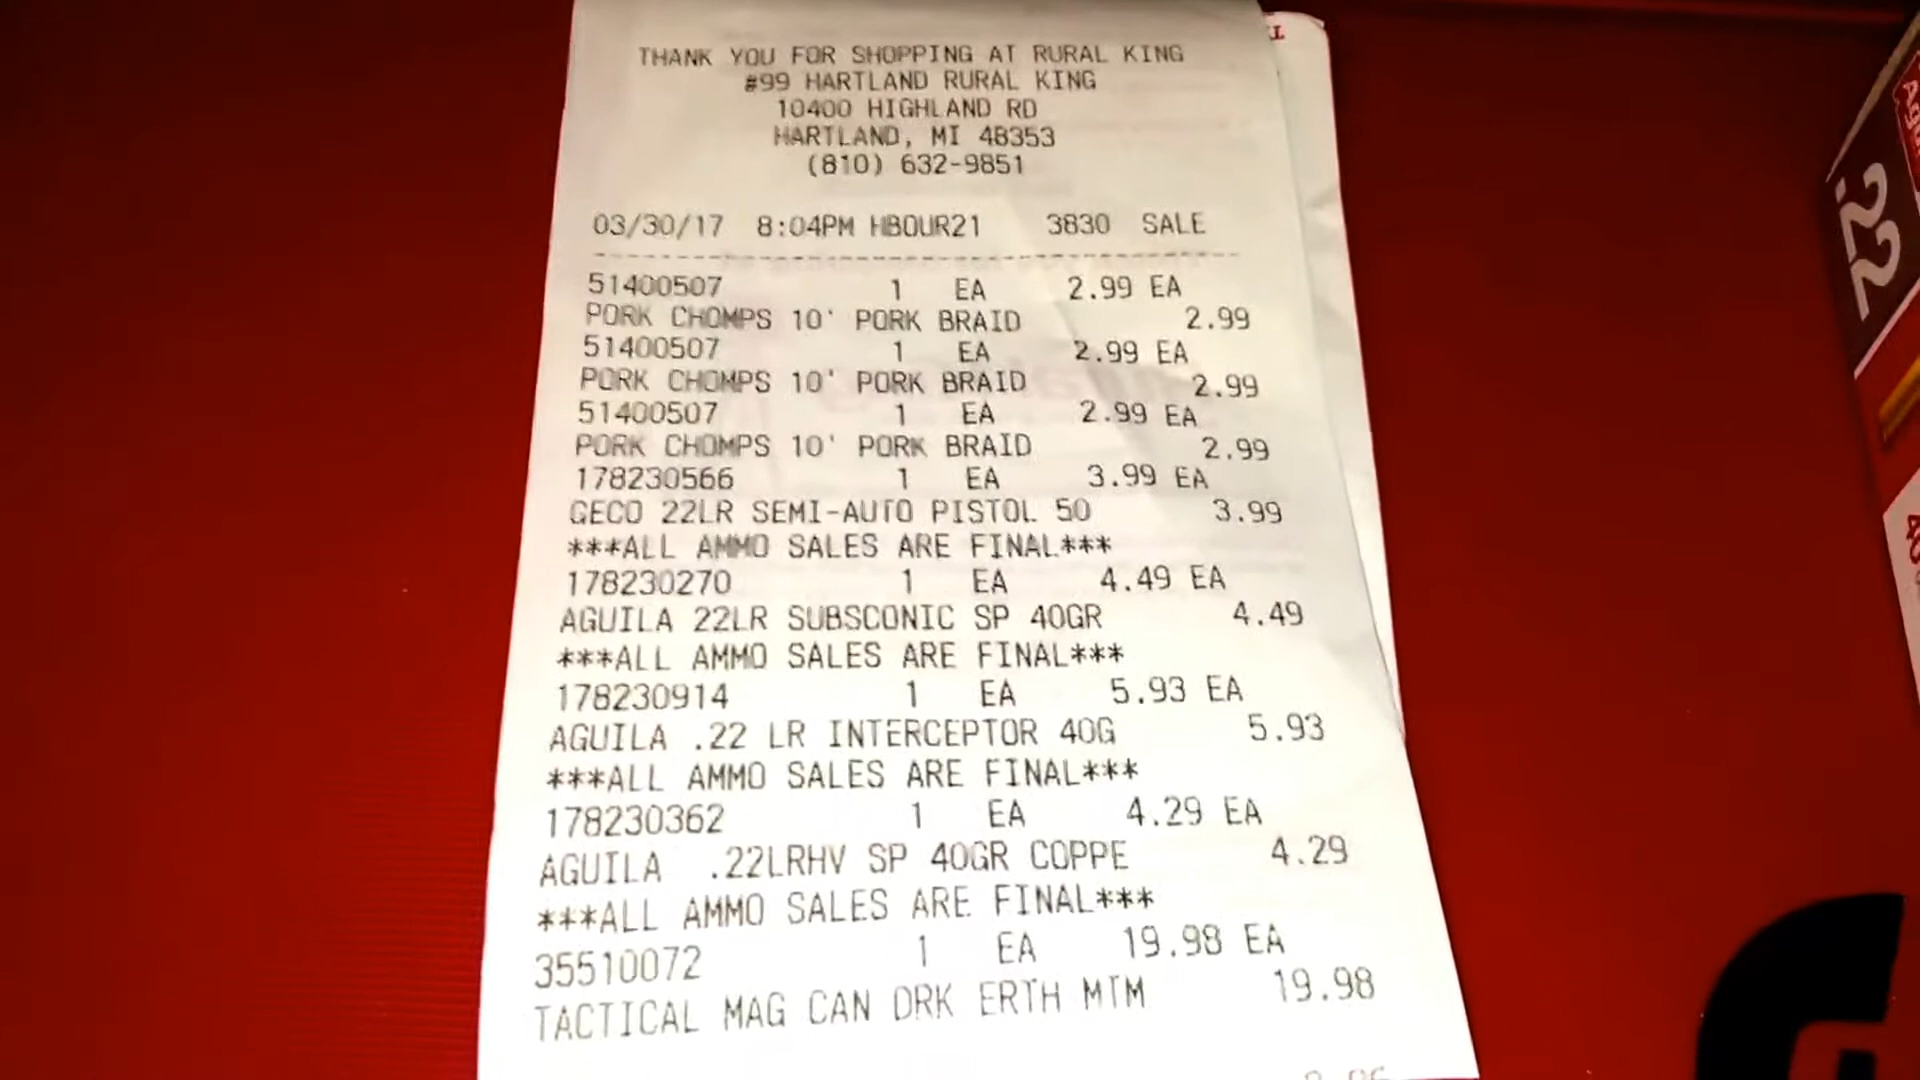 THANK YOU FOR SHOPPING AT RURAL KING
#99 HARTLAND RURAL KING
10400 HIGHLAND RD
HARTLAND, MI 48353
(810) 632-9851
03/30/17 8:04PM HBOUR21 3830 SALE
51400507 1 EA 2.99 EA
PORK CHOMPS 10' PORK BRAID 2.99
51400507 1 EA 2.99 EA
PORK CHOMPS 10' PORK BRAID 2.99
51400507 1 EA 2.99 EA
PORK CHOMPS 10' PORK BRAID 2.99
178230566 1 EA 3.99 EA
GECO 22LR SEMI-AUTO PISTOL 50 3.99
***ALL AMMO SALES ARE FINAL***
178230270 1 EA 4.49 EA
AGUILA 22LR SUBSCONIC SP 40GR 4.49
***ALL AMMO SALES ARE FINAL***
178230914 1 EA 5.93 EA
AGUILA .22 LR INTERCEPTOR 40G 5.93
***ALL AMMO SALES ARE FINAL***
178230362 1 EA 4.29 EA
AGUILA .22LRHV SP 40GR COPPE 4.29
***ALL AMMO SALES ARE FINAL***
35510072 1 EA 19.98 EA
TACTICAL MAG CAN DRK ERTH MTM 19.98
.22